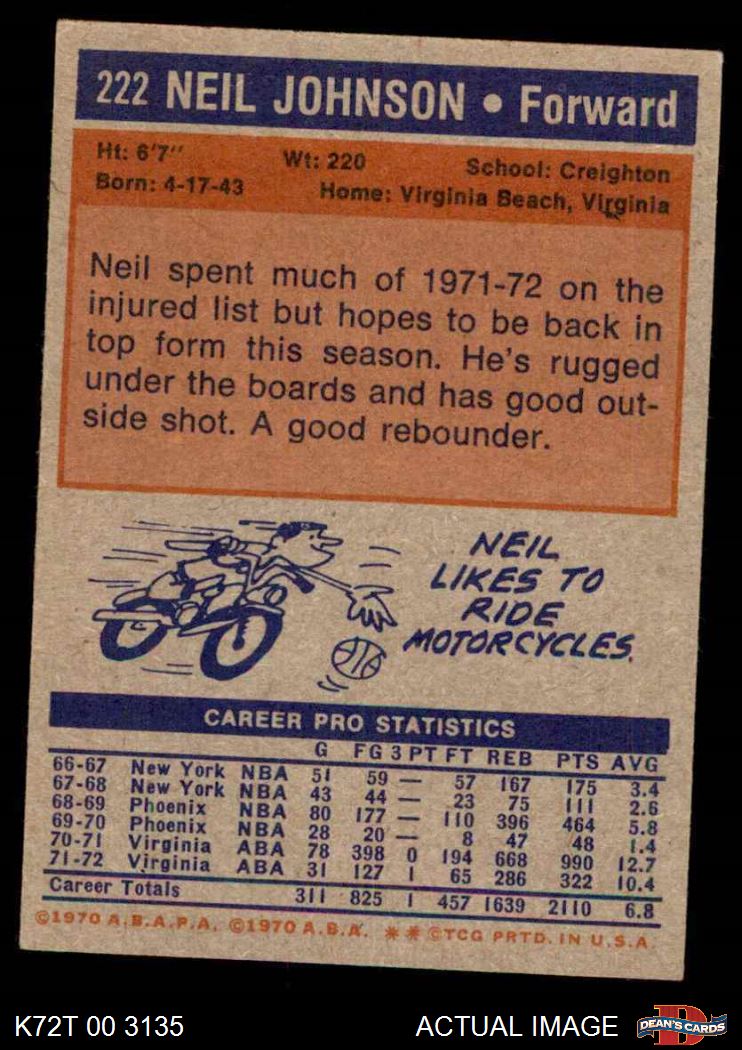 222 NEIL JOHNSON • Forward
Ht: 6'7" Wt: 220 School: Creighton
Born: 4-17-43 Home: Virginia Beach, Virginia
Neil spent much of 1971-72 on the
injured list but hopes to be back in
top form this season. He's rugged
under the boards and has good out-
side shot. A good rebounder.
NEIL
LIKES TO
RIDE
MOTORCYCLES.
CAREER PRO STATISTICS
G FG 3 PT FT REB PTS AVG
66-67 New York NBA 51 59 — 57 167 175 3.4
67-68 New York NBA 43 44 — 23 75 111 2.6
68-69 Phoenix NBA 80 177 — 110 396 464 5.8
69-70 Phoenix NBA 28 20 — 8 47 48 1.4
70-71 Virginia ABA 78 398 0 194 668 990 12.7
71-72 Virginia ABA 31 127 1 65 286 322 10.4
Career Totals 311 825 1 457 1639 2110 6.8
©1970 A.B.A.P.A. ©1970 A.B.A. ** ©TCG PRTD. IN U.S.A.
K72T 00 3135 ACTUAL IMAGE DEAN'S CARDS